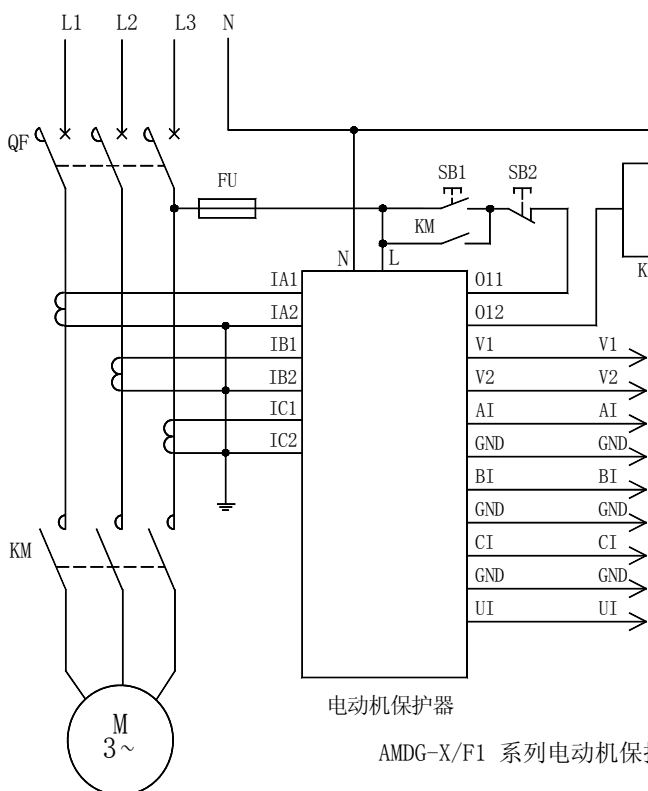 L1 L2 L3 N
QF
FU
SB1 SB2
KM
N L
K
IA1 O11
IA2 O12
IB1 V1 V1
IB2 V2 V2
IC1 AI AI
IC2 GND GND
BI BI
GND GND
CI CI
GND GND
UI UI
KM
电动机保护器
M
3~
AMDG-X/F1 系列电动机保